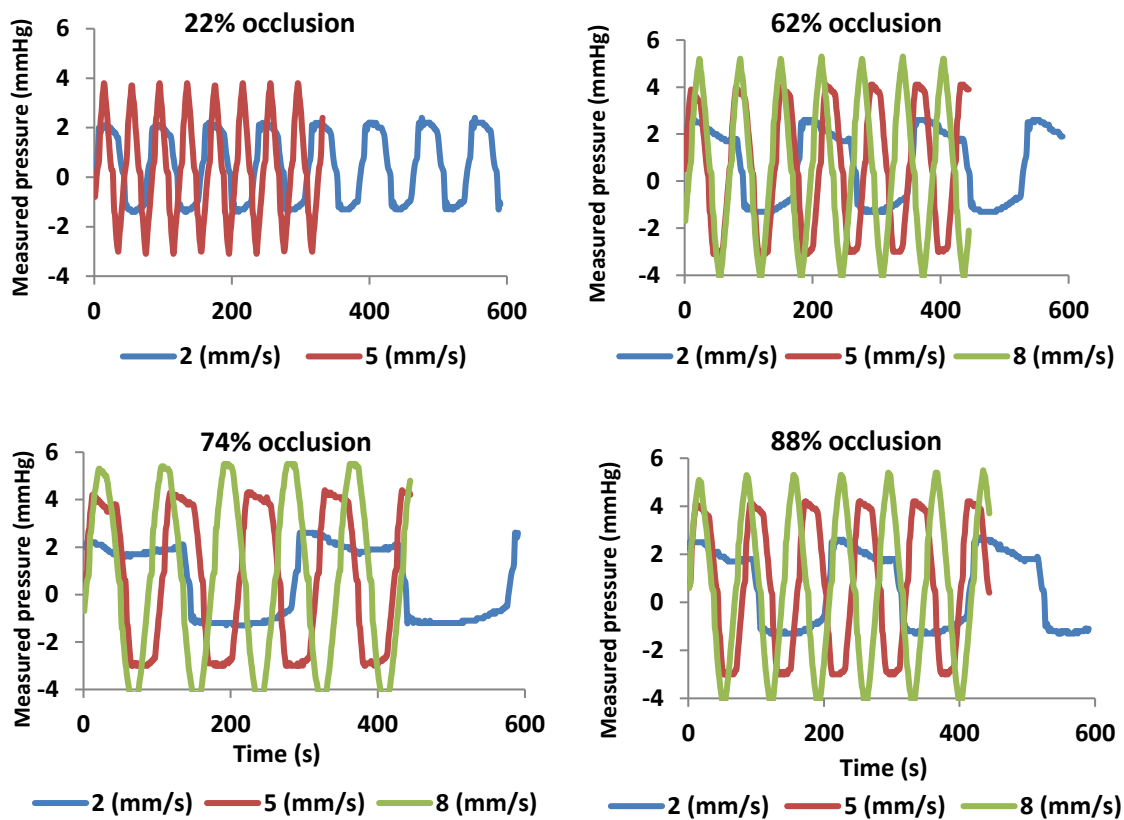 22% occlusion
Measured pressure (mmHg)
6
4
2
0
-2
-4
0 200 400 600
2 (mm/s) 5 (mm/s)
62% occlusion
Measured pressure (mmHg)
6
4
2
0
-2
-4
0 200 400 600
2 (mm/s) 5 (mm/s) 8 (mm/s)
74% occlusion
Measured pressure (mmHg)
6
4
2
0
-2
-4
0 200 400 600
Time (s)
2 (mm/s) 5 (mm/s) 8 (mm/s)
88% occlusion
Measured pressure (mmHg)
6
4
2
0
-2
-4
0 200 400 600
Time (s)
2 (mm/s) 5 (mm/s) 8 (mm/s)